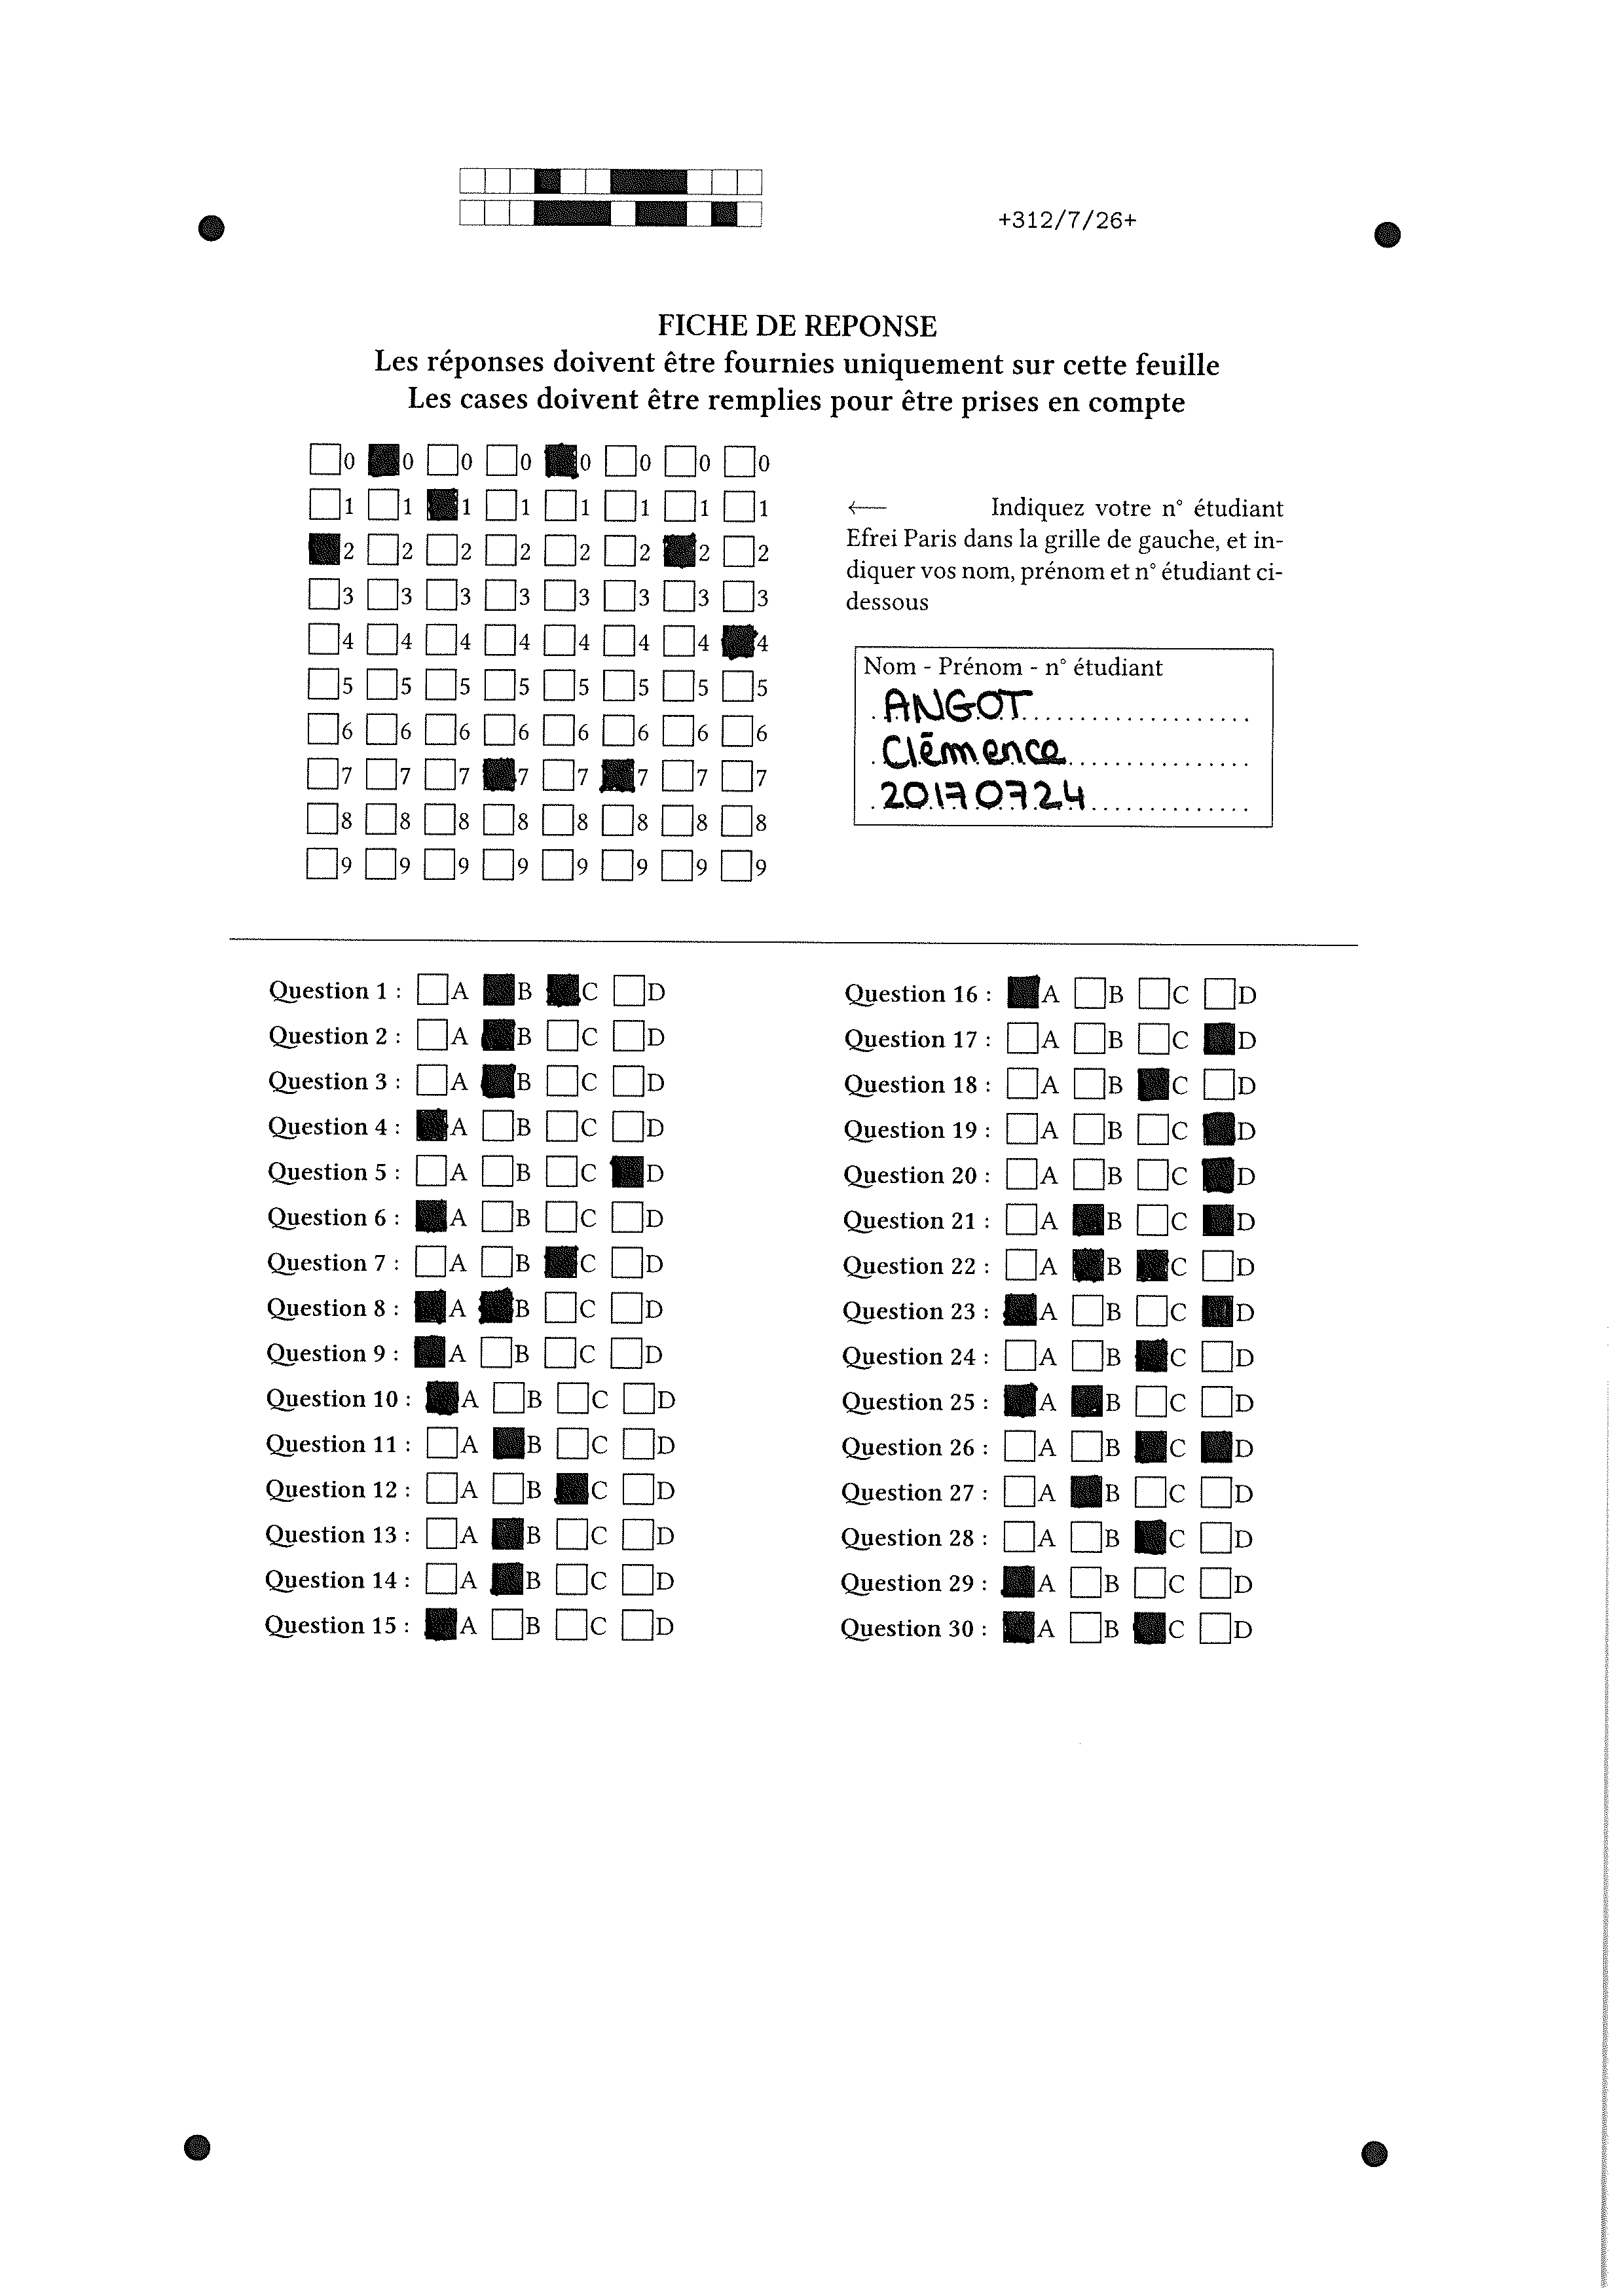 +312/7/26+
FICHE DE REPONSE
Les réponses doivent être fournies uniquement sur cette feuille
Les cases doivent être remplies pour être prises en compte
0 0 0 0 0 0 0 0
1 1 1 1 1 1 1 1
2 2 2 2 2 2 2 2
3 3 3 3 3 3 3 3
4 4 4 4 4 4 4 4
5 5 5 5 5 5 5 5
6 6 6 6 6 6 6 6
7 7 7 7 7 7 7 7
8 8 8 8 8 8 8 8
9 9 9 9 9 9 9 9
← Indiquez votre n° étudiant
Efrei Paris dans la grille de gauche, et in-
diquer vos nom, prénom et n° étudiant ci-
dessous
Nom - Prénom - n° étudiant
ANGOT
Clémence
20170724
Question 1 : A B C D
Question 2 : A B C D
Question 3 : A B C D
Question 4 : A B C D
Question 5 : A B C D
Question 6 : A B C D
Question 7 : A B C D
Question 8 : A B C D
Question 9 : A B C D
Question 10 : A B C D
Question 11 : A B C D
Question 12 : A B C D
Question 13 : A B C D
Question 14 : A B C D
Question 15 : A B C D
Question 16 : A B C D
Question 17 : A B C D
Question 18 : A B C D
Question 19 : A B C D
Question 20 : A B C D
Question 21 : A B C D
Question 22 : A B C D
Question 23 : A B C D
Question 24 : A B C D
Question 25 : A B C D
Question 26 : A B C D
Question 27 : A B C D
Question 28 : A B C D
Question 29 : A B C D
Question 30 : A B C D